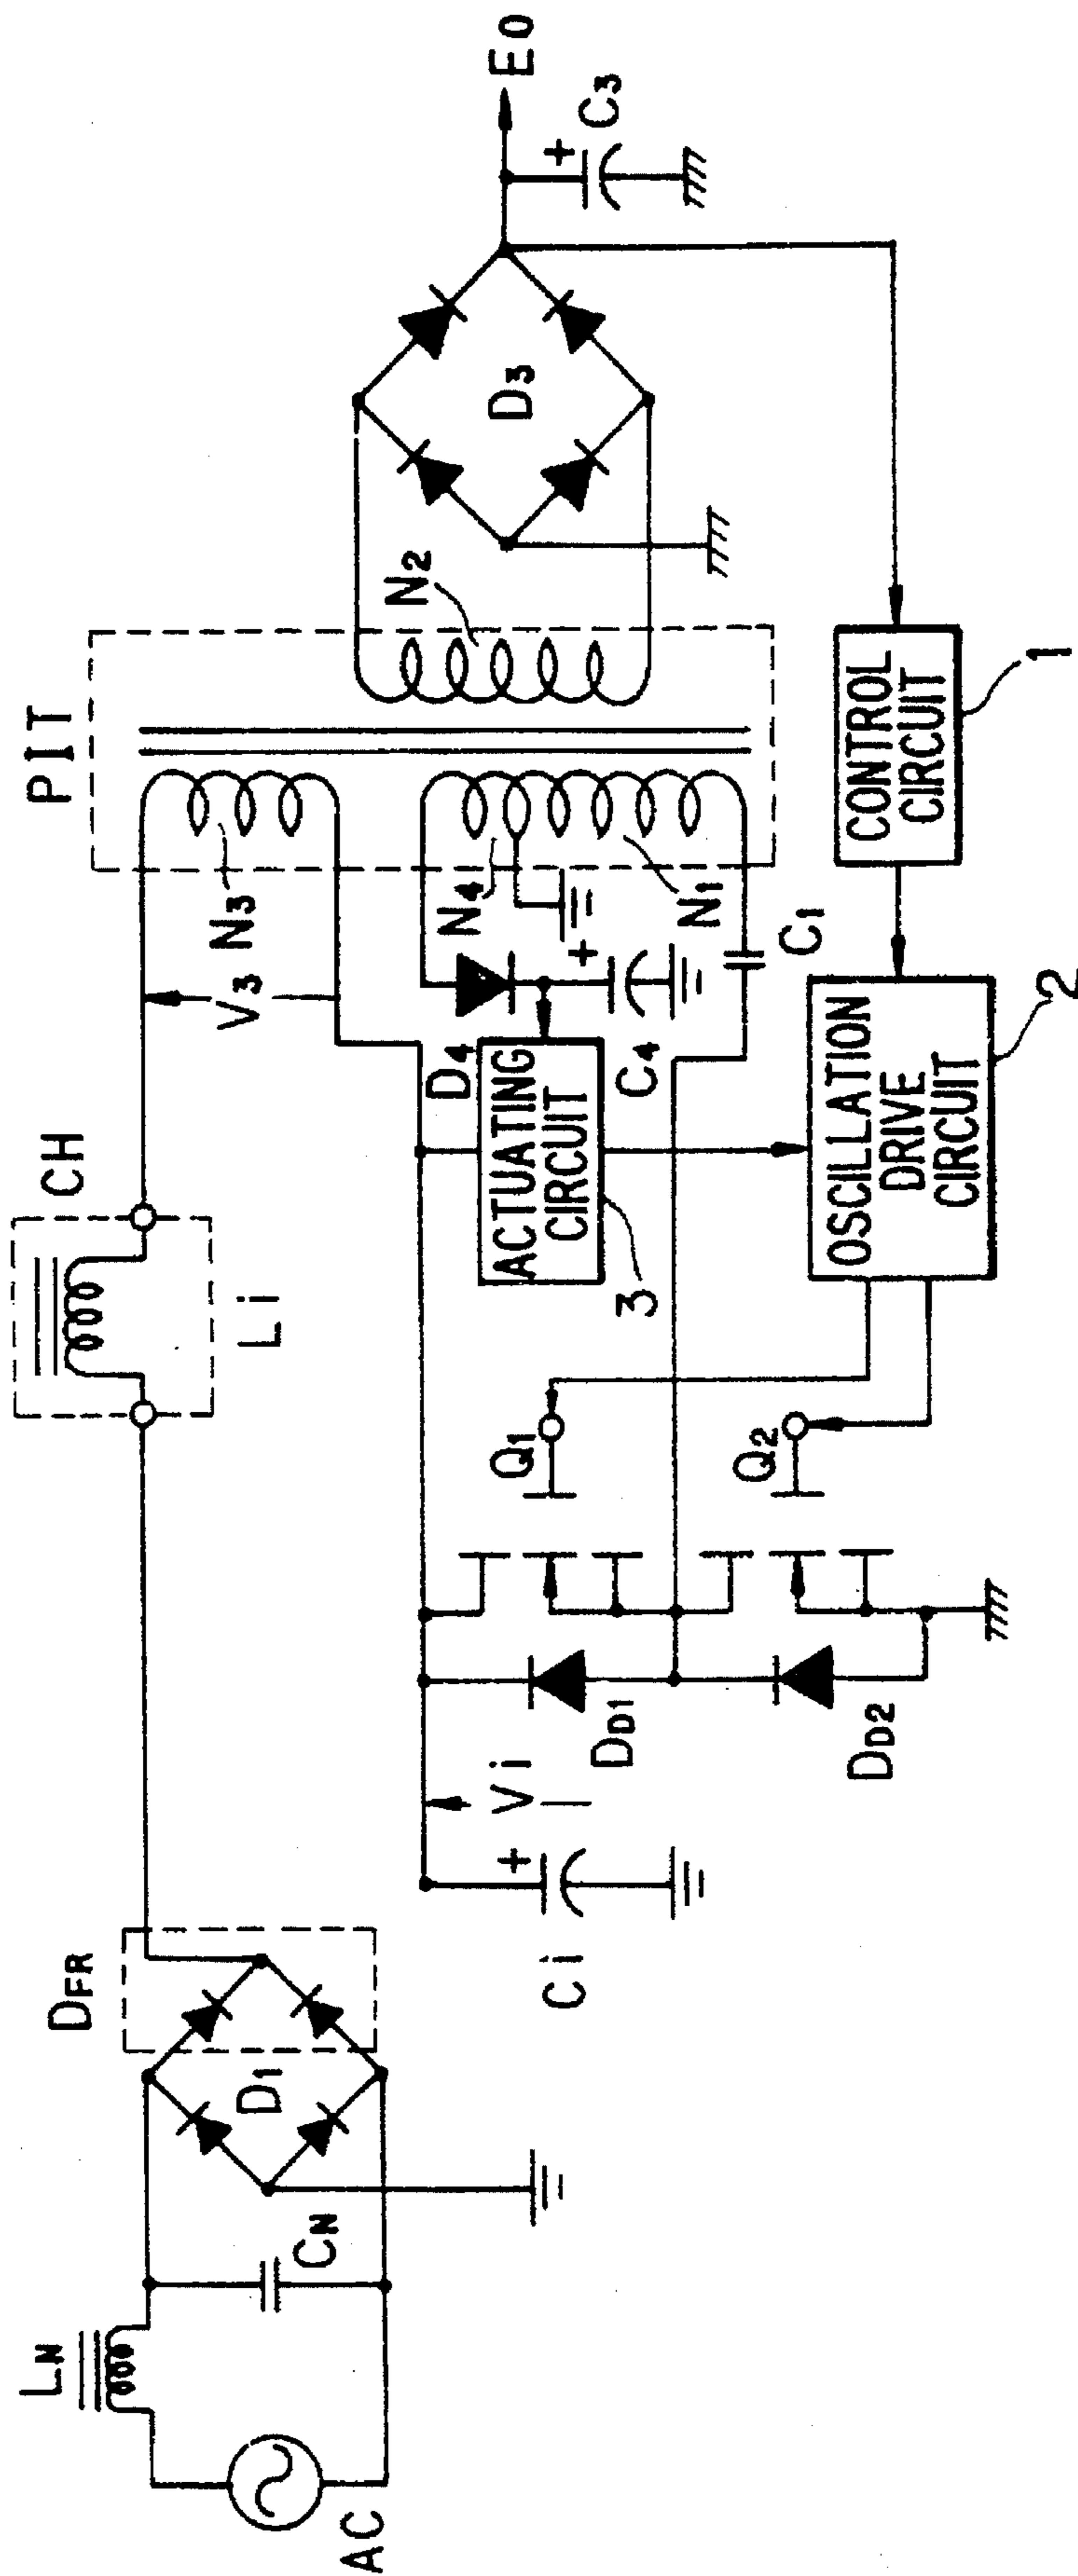 AC
LN
CN
D1
DFR
Ci
Vi
DD1
DD2
Q1
Q2
Li
CH
V3
N3
PIT
N4
N1
N2
D4
C4
C1
ACTUATING
CIRCUIT
3
OSCILLATION
DRIVE
CIRCUIT
2
CONTROL
CIRCUIT
1
D3
C3
E0
+
+
+